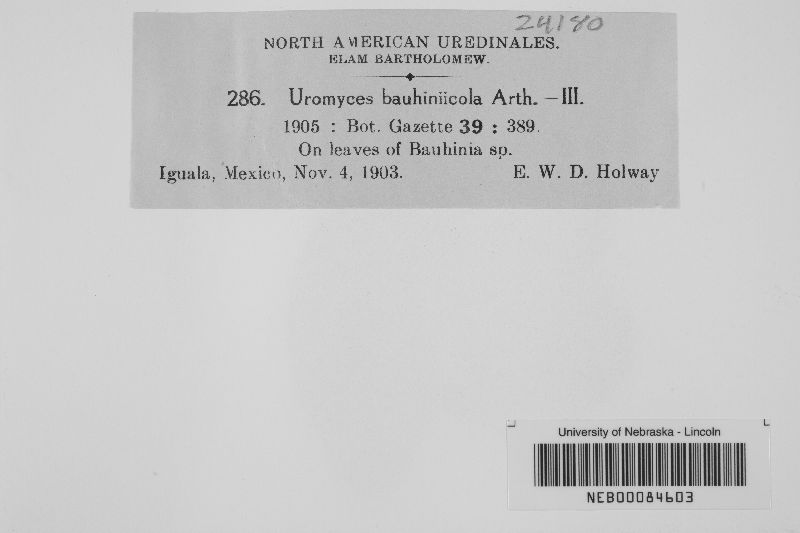 24180
NORTH AMERICAN UREDINALES.
ELAM BARTHOLOMEW.
286. Uromyces bauhiniicola Arth. – III.
1905 : Bot. Gazette 39 : 389.
On leaves of Bauhinia sp.
Iguala, Mexico, Nov. 4, 1903. E. W. D. Holway
University of Nebraska - Lincoln
NEB00084603